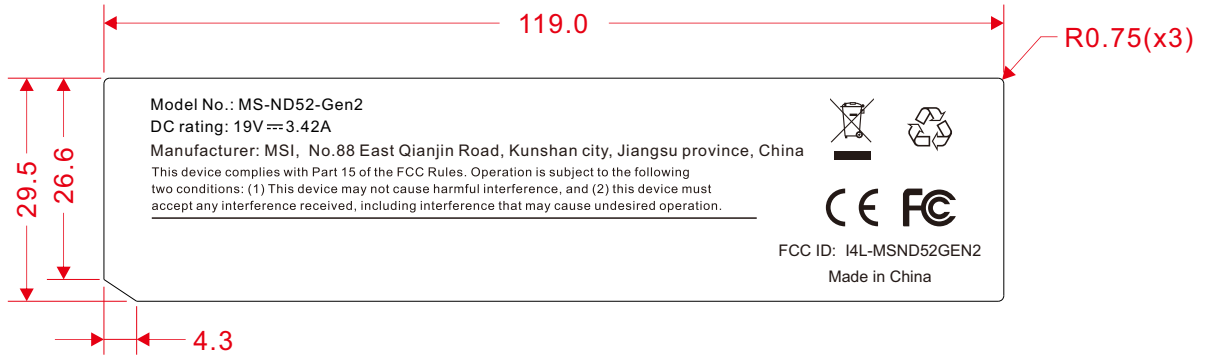 119.0
R0.75(x3)
29.5
26.6
Model No.: MS-ND52-Gen2
DC rating: 19V⎓3.42A
Manufacturer: MSI, No.88 East Qianjin Road, Kunshan city, Jiangsu province, China
This device complies with Part 15 of the FCC Rules. Operation is subject to the following
two conditions: (1) This device may not cause harmful interference, and (2) this device must
accept any interference received, including interference that may cause undesired operation.
CE FC
FCC ID: I4L-MSND52GEN2
Made in China
4.3